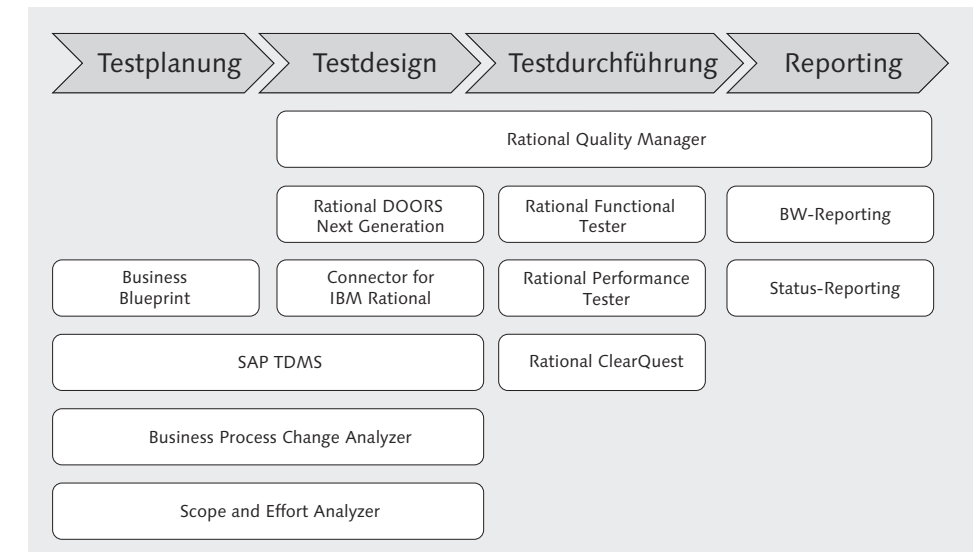 Testplanung
Testdesign
Testdurchführung
Reporting
Rational Quality Manager
Rational DOORS
Next Generation
Rational Functional
Tester
BW-Reporting
Business
Blueprint
Connector for
IBM Rational
Rational Performance
Tester
Status-Reporting
SAP TDMS
Rational ClearQuest
Business Process Change Analyzer
Scope and Effort Analyzer